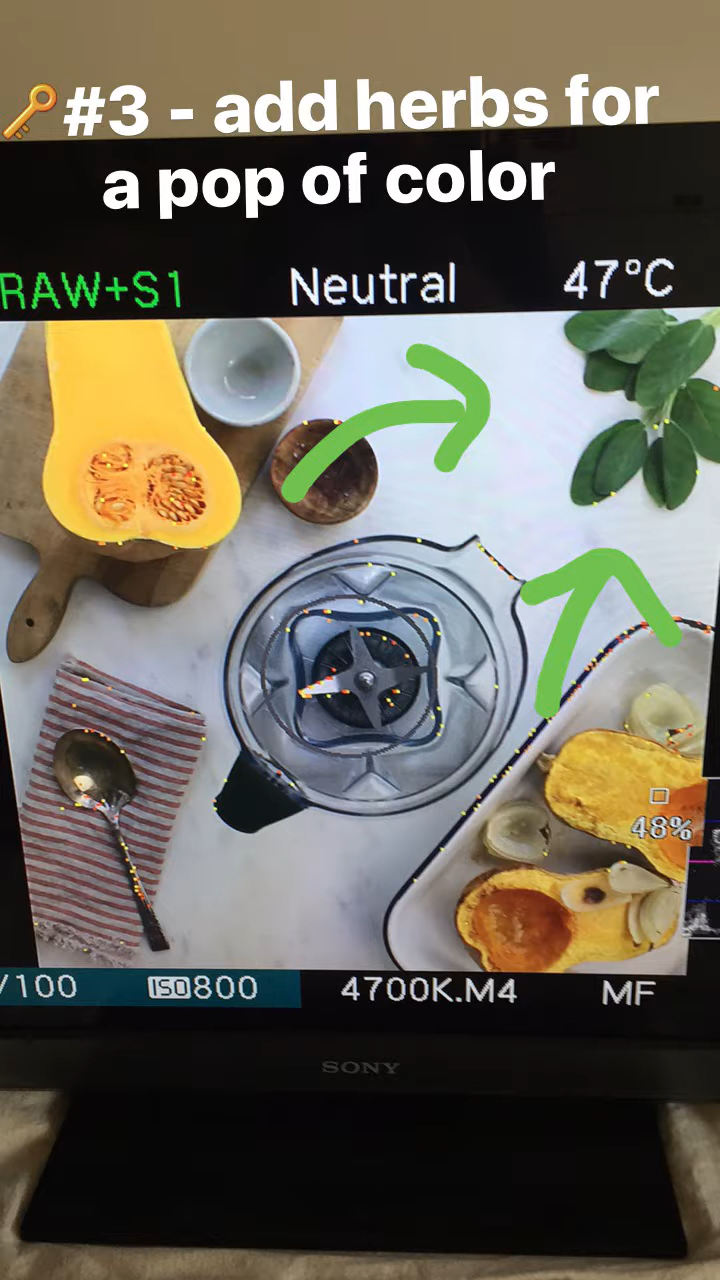 🔑#3 - add herbs for
a pop of color
RAW+S1 Neutral 47°C
48%
/100 ISO800 4700K.M4 MF
SONY